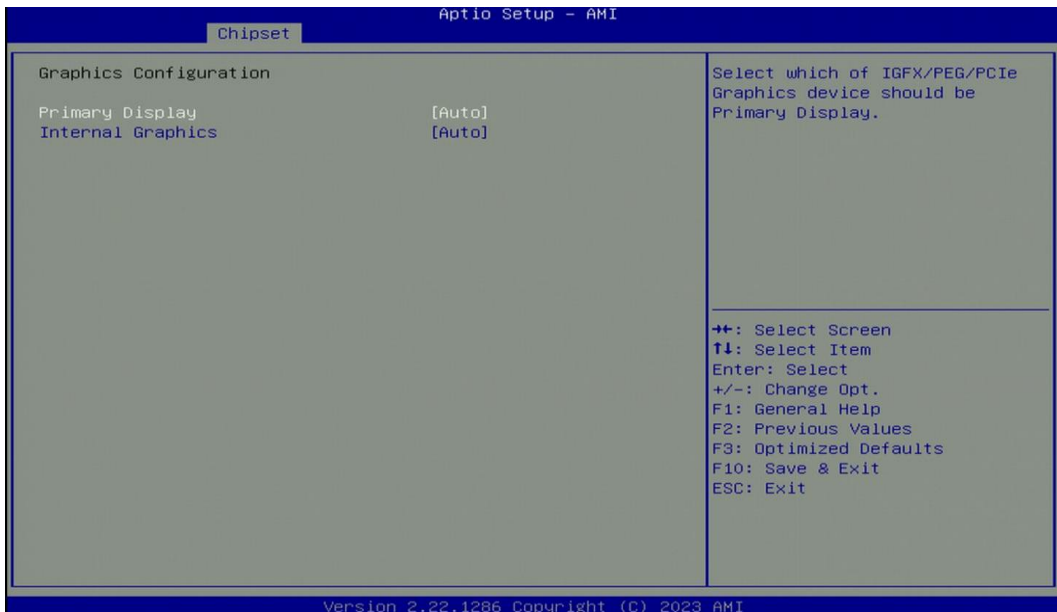 Aptio Setup – AMI
Chipset
Graphics Configuration
Primary Display [Auto]
Internal Graphics [Auto]
Select which of IGFX/PEG/PCIe
Graphics device should be
Primary Display.
→←: Select Screen
↑↓: Select Item
Enter: Select
+/-: Change Opt.
F1: General Help
F2: Previous Values
F3: Optimized Defaults
F10: Save & Exit
ESC: Exit
Version 2.22.1286 Copyright (C) 2023 AMI